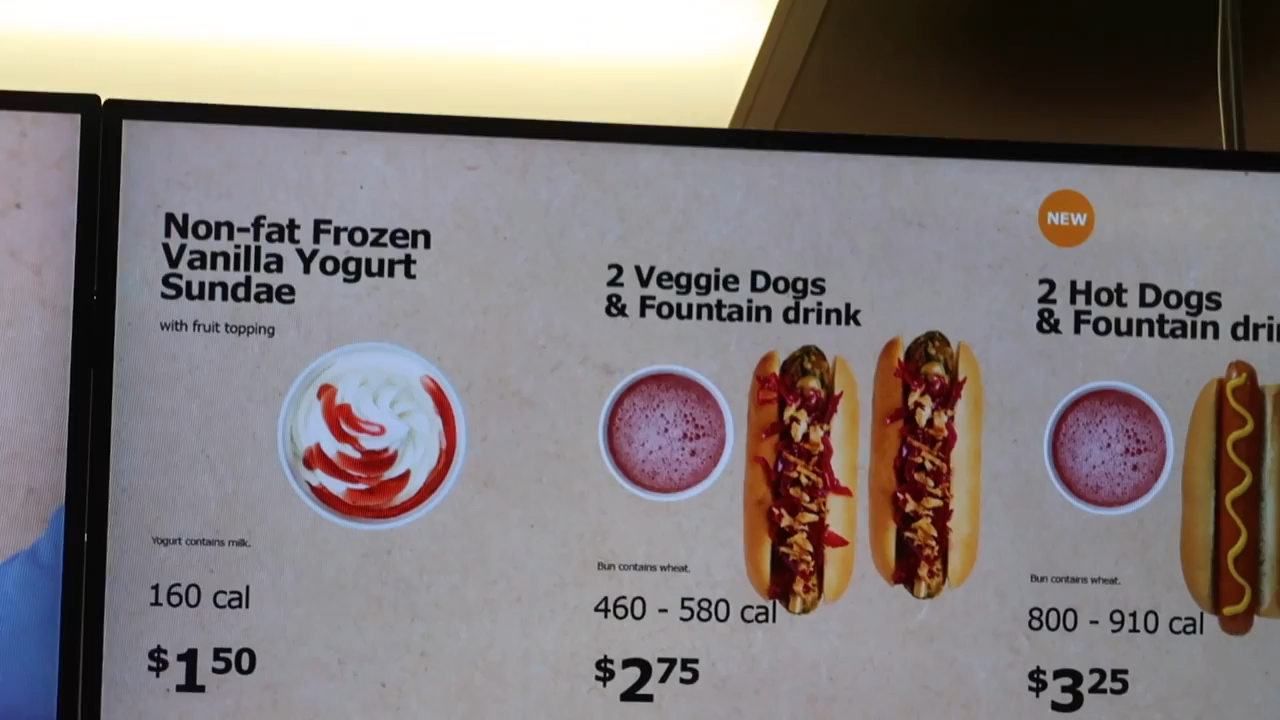 Non-fat Frozen
Vanilla Yogurt
Sundae
with fruit topping
Yogurt contains milk.
160 cal
$1 50
2 Veggie Dogs
& Fountain drink
Bun contains wheat.
460 - 580 cal
$2 75
NEW
2 Hot Dogs
& Fountain
Bun contains wheat.
800 - 910 cal
$3 25